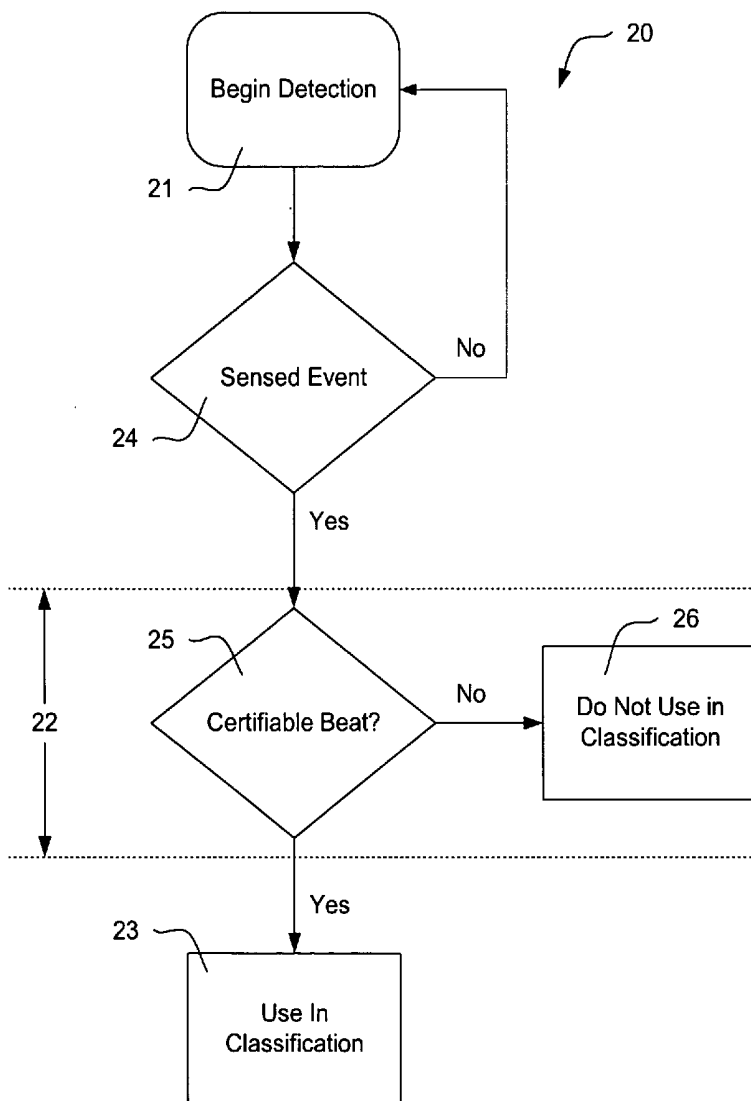 20
Begin Detection
21
No
Sensed Event
24
Yes
25
26
No
22
Certifiable Beat?
Do Not Use in
Classification
Yes
23
Use In
Classification